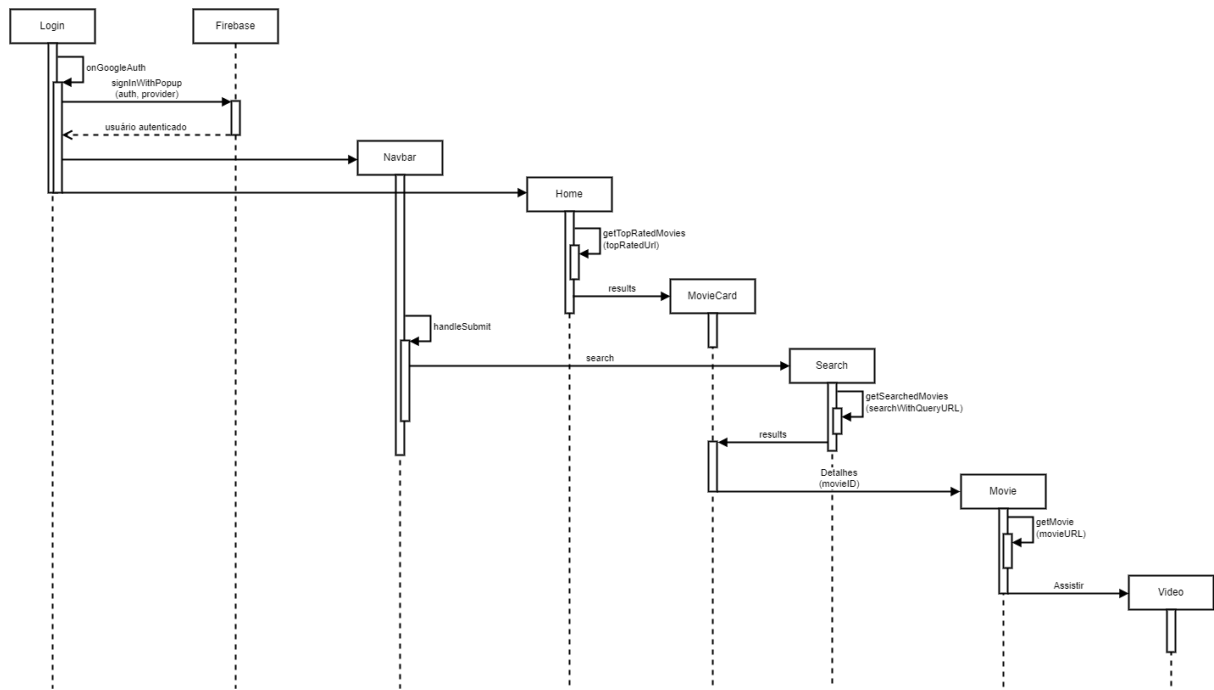 Login
Firebase
onGoogleAuth
signInWithPopup
(auth, provider)
usuário autenticado
Navbar
Home
getTopRatedMovies
(topRatedUrl)
results
MovieCard
handleSubmit
search
Search
getSearchedMovies
(searchWithQueryURL)
results
Detalhes
(movieID)
Movie
getMovie
(movieURL)
Assistir
Video